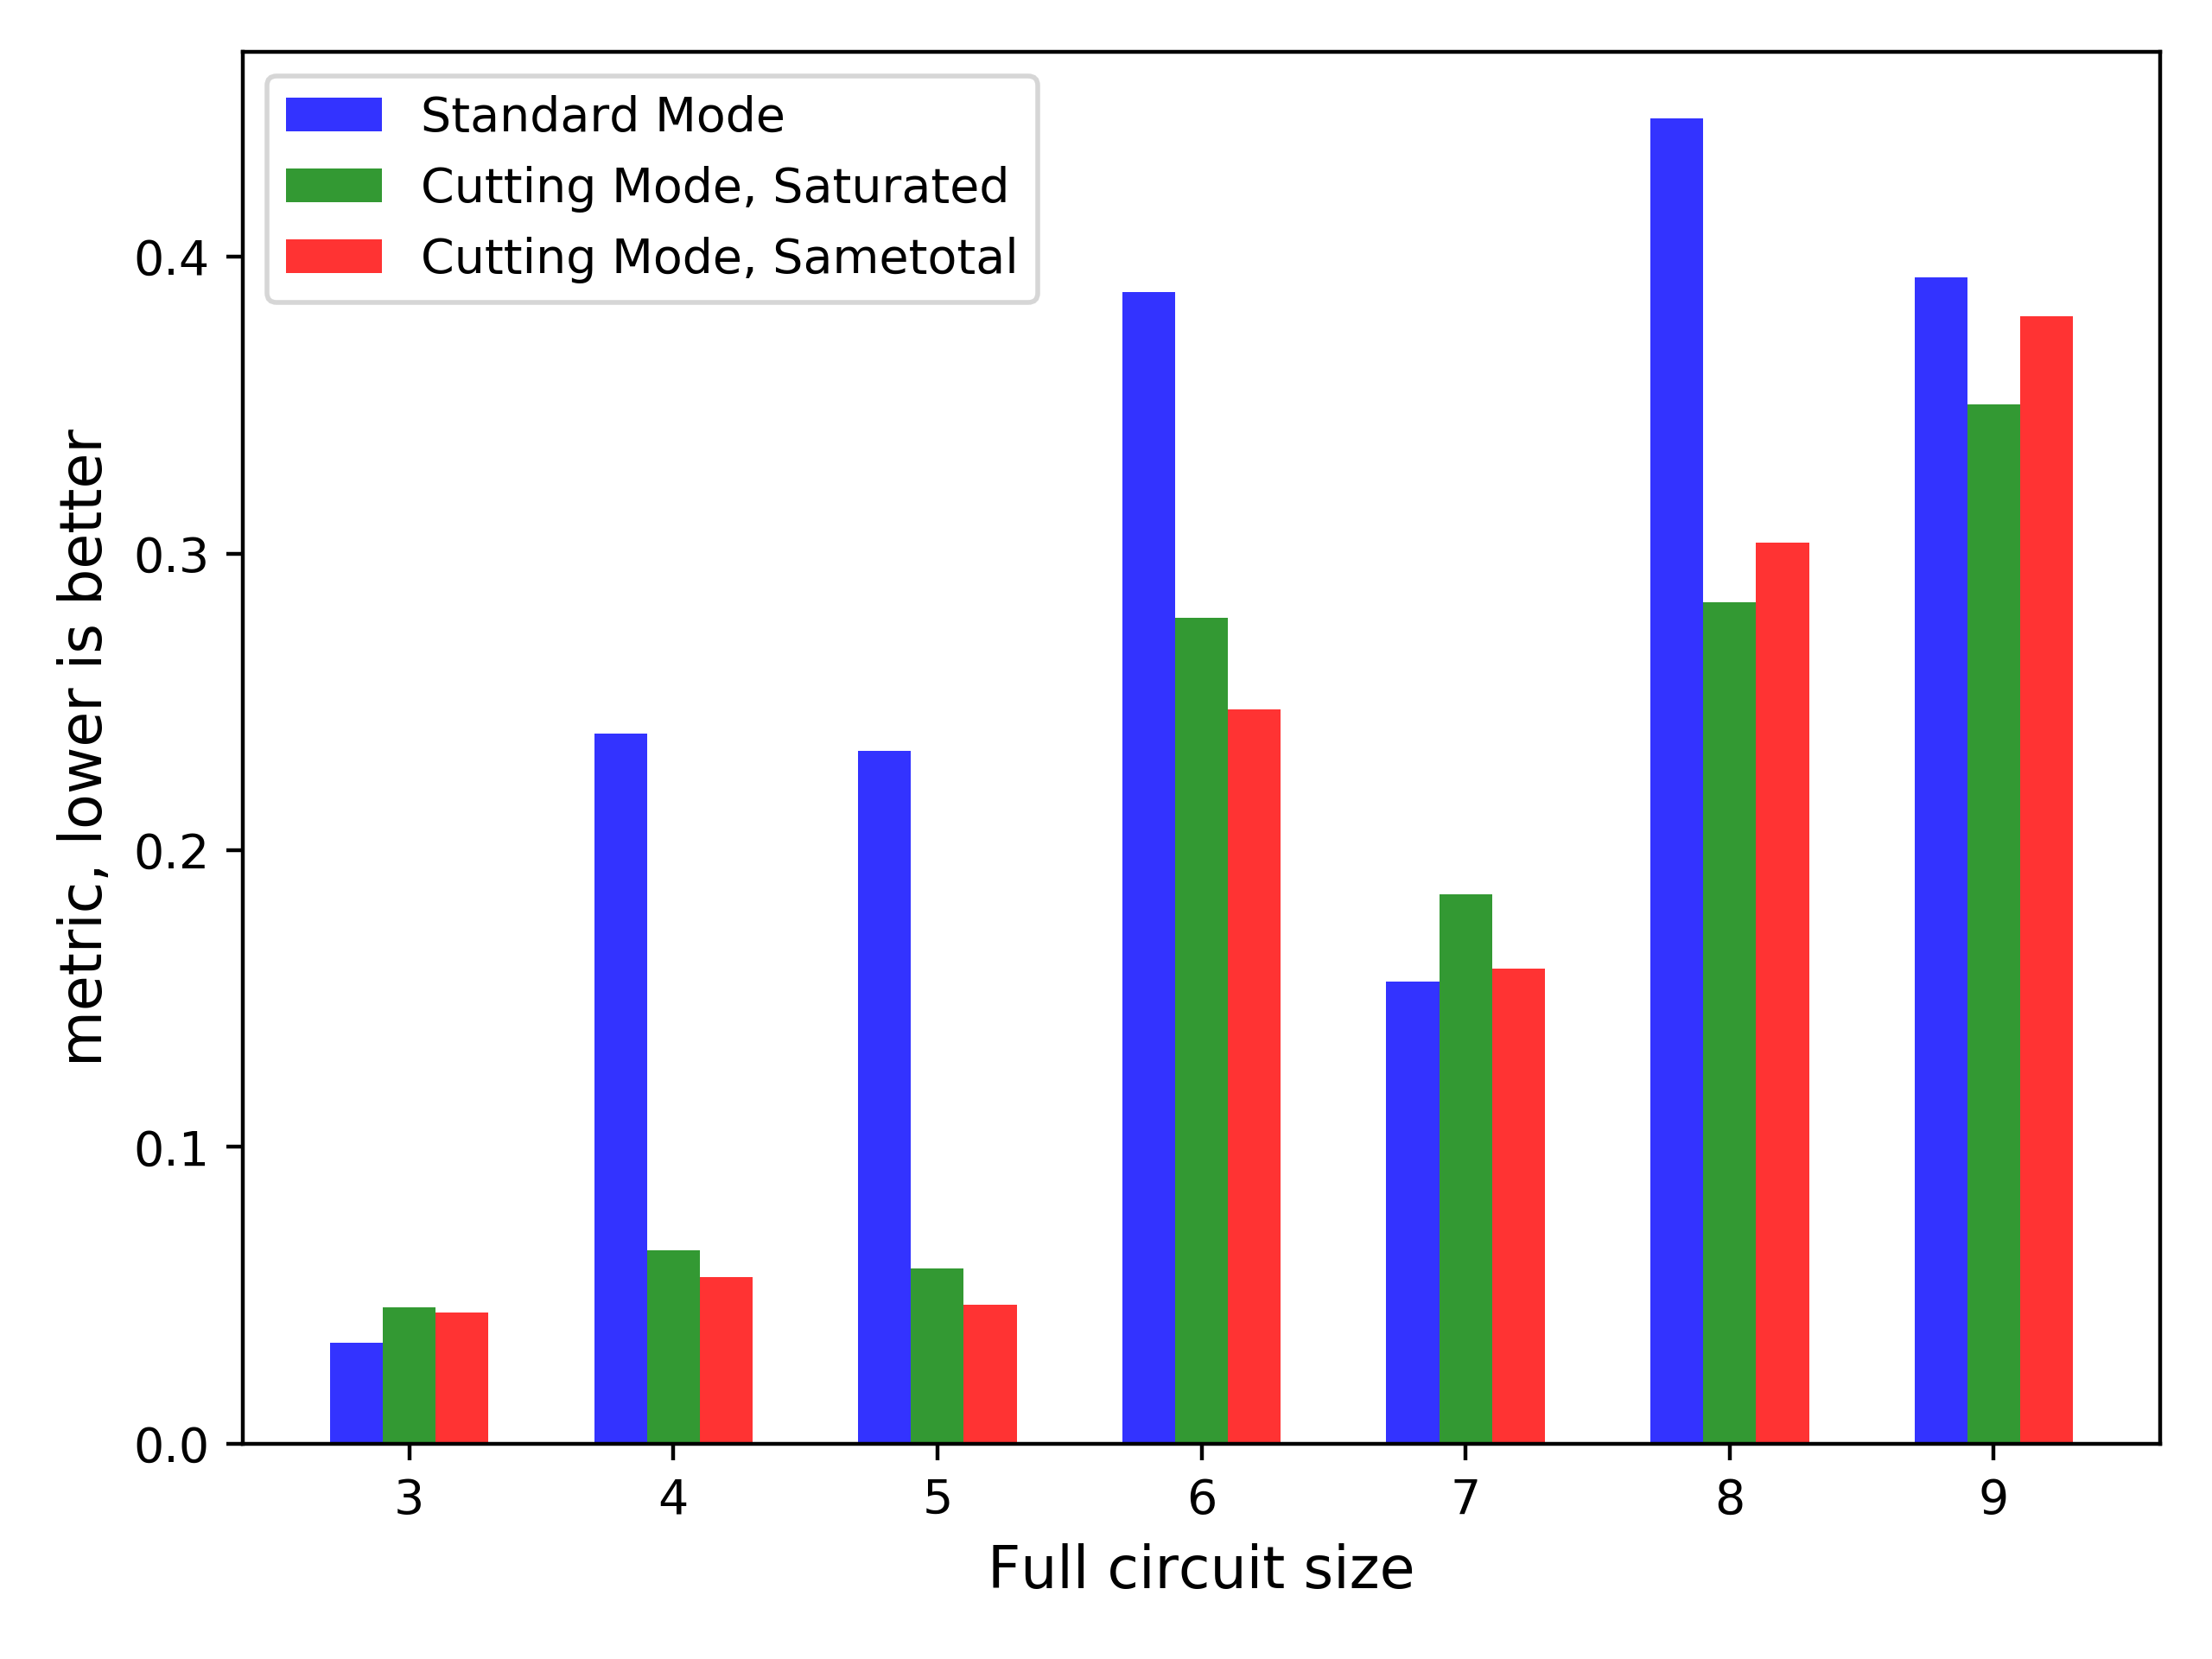 Standard Mode
Cutting Mode, Saturated
Cutting Mode, Sametotal
metric, lower is better
0.4
0.3
0.2
0.1
0.0
3 4 5 6 7 8 9
Full circuit size